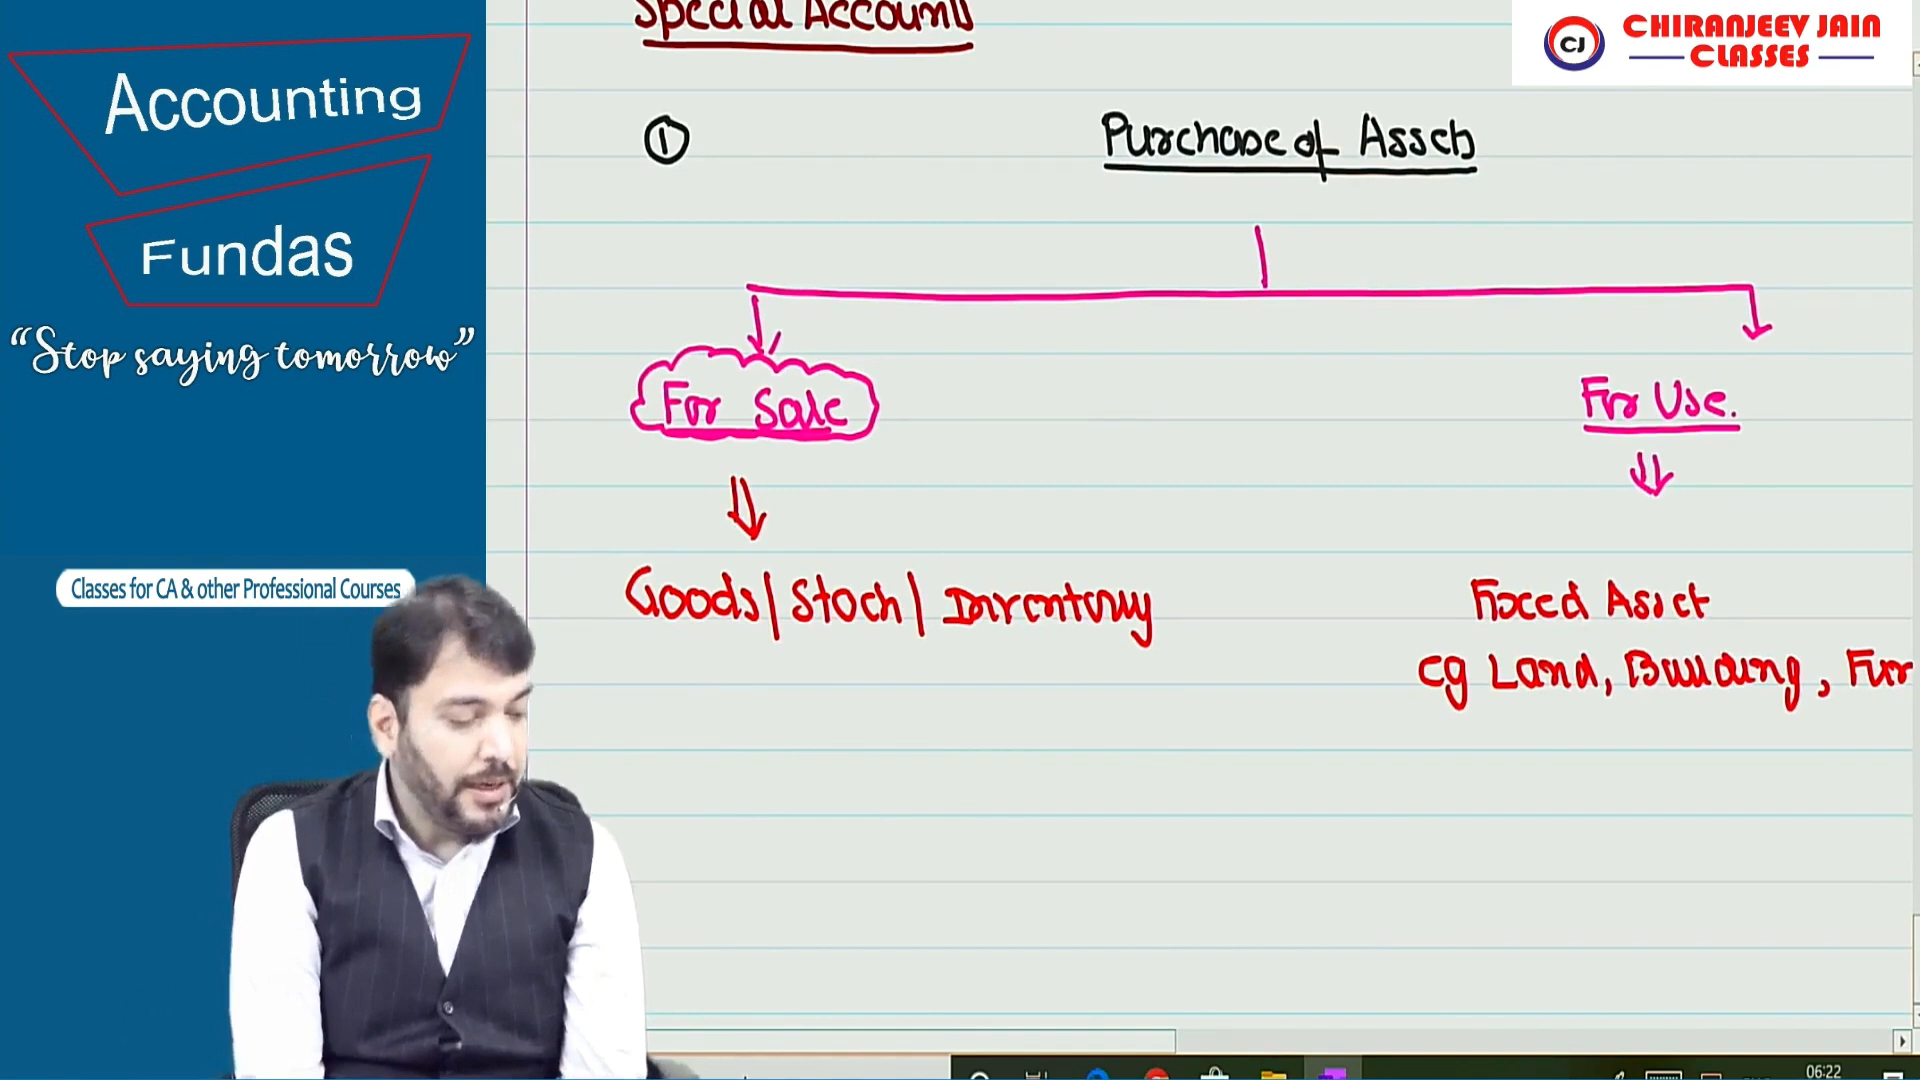 Special Accounts
CJ
CHIRANJEEV JAIN
CLASSES
Accounting
Fundas
“Stop saying tomorrow”
Classes for CA & other Professional Courses
1
Purchase of Assets
For Sale
For Use.
Goods/Stock/Inventory
Fixed Asset
eg Land, Building, Fur
06:22